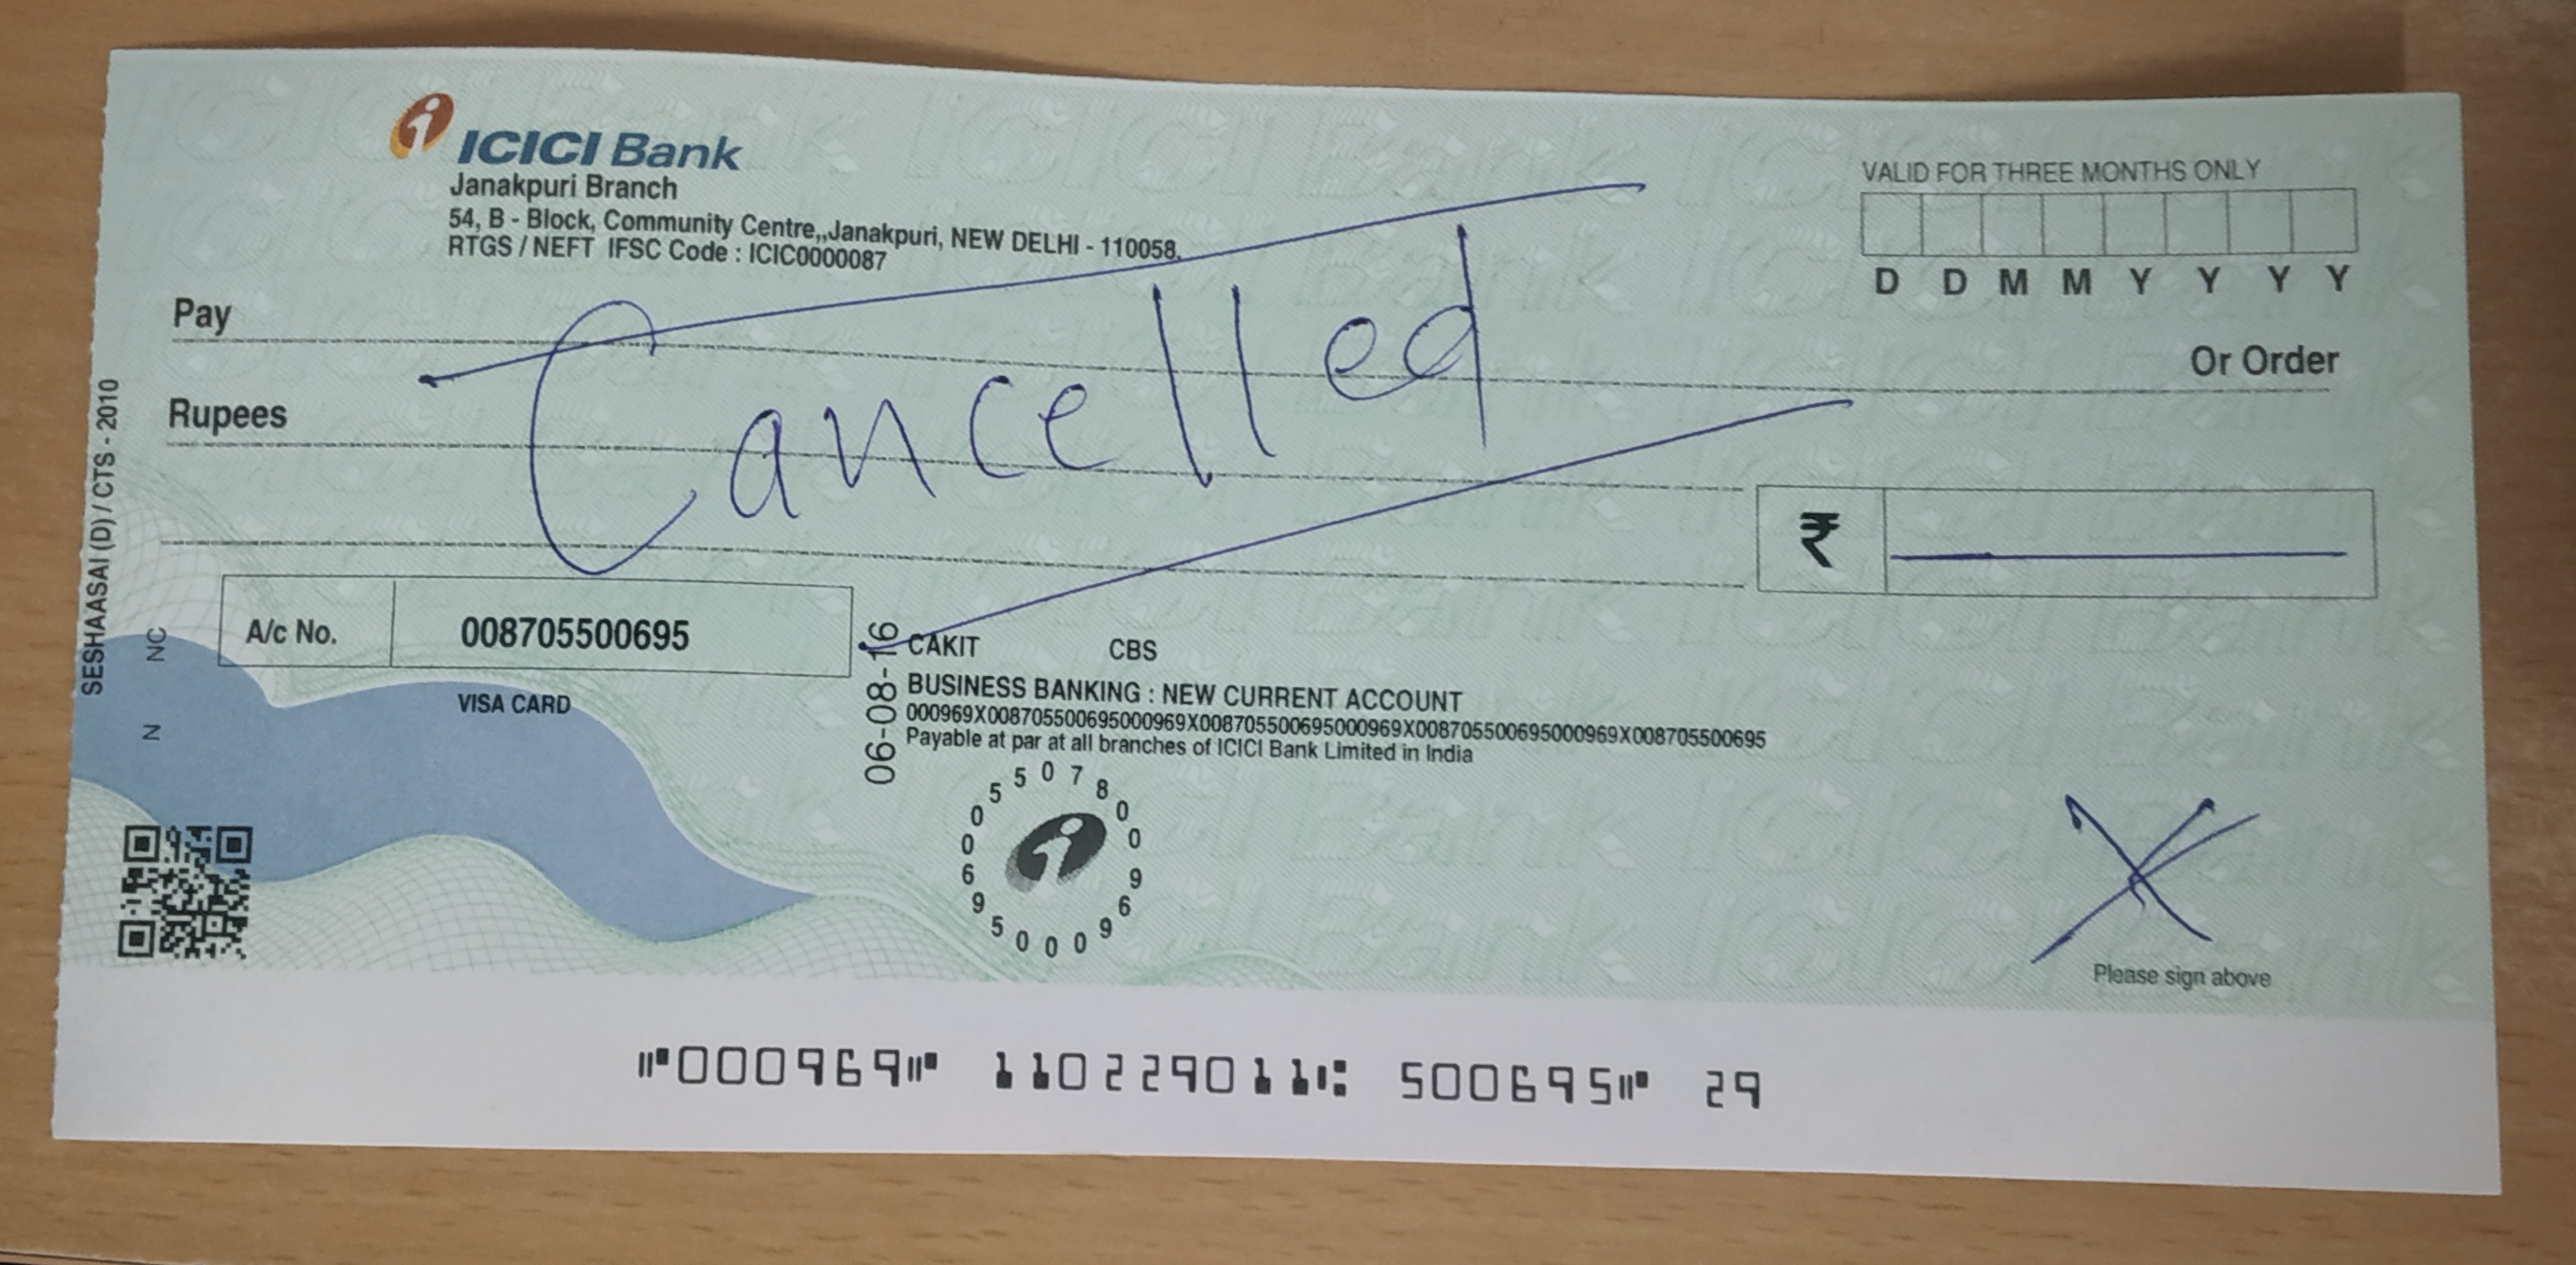 ICICI Bank
Janakpuri Branch
54, B - Block, Community Centre,,Janakpuri, NEW DELHI - 110058.
RTGS / NEFT IFSC Code : ICIC0000087
VALID FOR THREE MONTHS ONLY
D D M M Y Y Y Y
Pay
Or Order
Rupees
Cancelled
₹
A/c No. 008705500695
VISA CARD
CAKIT CBS
BUSINESS BANKING : NEW CURRENT ACCOUNT
000969X008705500695000969X008705500695000969X008705500695000969X008705500695
Payable at par at all branches of ICICI Bank Limited in India
06-08-16
SESHAASAI (D) / CTS - 2010
N NC
0 0 5 5 0 7 8 0 0 9 6 9 0 0 0 5 9 6
X
Please sign above
⑈000969⑈ 110229011⑆ 500695⑈ 29